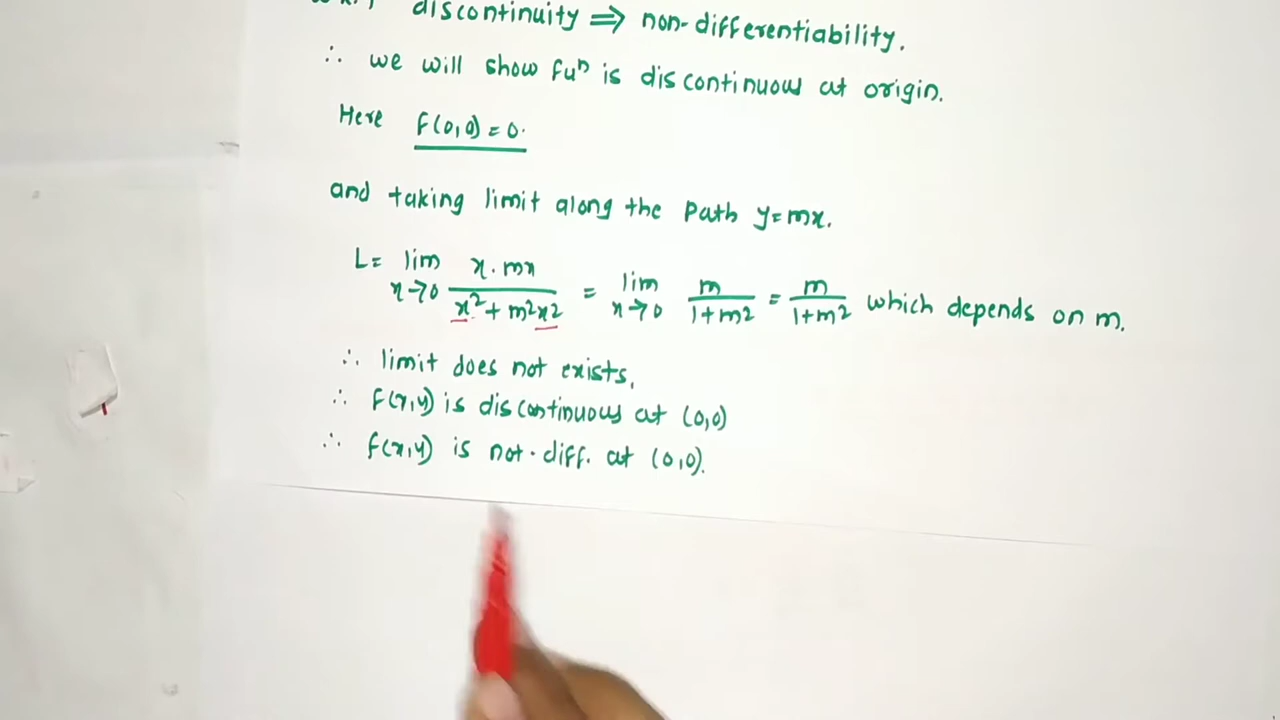 discontinuity ⇒ non-differentiability.
∴ we will show fuⁿ is discontinuous at origin.
Here f(0,0) = 0.
and taking limit along the path y=mx.
L= lim x→0 x·mx / x²+m²x² = lim x→0 m / 1+m² = m / 1+m² which depends on m.
∴ limit does not exists.
∴ f(x,y) is discontinuous at (0,0)
∴ f(x,y) is not·diff. at (0,0).